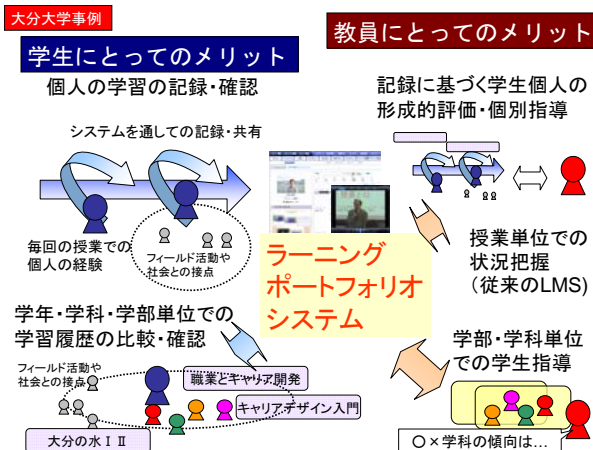 大分大学事例
学生にとってのメリット
個人の学習の記録・確認
システムを通しての記録・共有
毎回の授業での
個人の経験
フィールド活動や
社会との接点
学年・学科・学部単位での
学習履歴の比較・確認
フィールド活動や
社会との接点
職業とキャリア開発
キャリアデザイン入門
大分の水ⅠⅡ
ラーニング
ポートフォリオ
システム
教員にとってのメリット
記録に基づく学生個人の
形成的評価・個別指導
授業単位での
状況把握
（従来のLMS)
学部・学科単位
での学生指導
○×学科の傾向は…